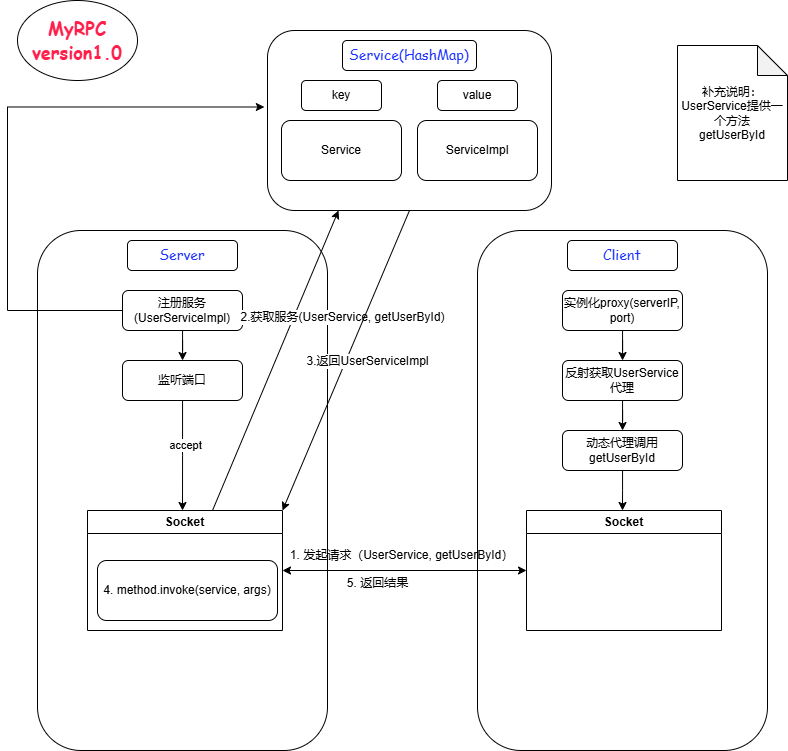 MyRPC
version1.0
Service(HashMap)
key
value
Service
ServiceImpl
补充说明：
UserService提供一
个方法
getUserById
Server
注册服务
(UserServiceImpl)
监听端口
accept
2.获取服务(UserService, getUserById)
3.返回UserServiceImpl
Socket
4. method.invoke(service, args)
1. 发起请求（UserService, getUserById）
5. 返回结果
Client
实例化proxy(serverIP,
port)
反射获取UserService
代理
动态代理调用
getUserById
Socket